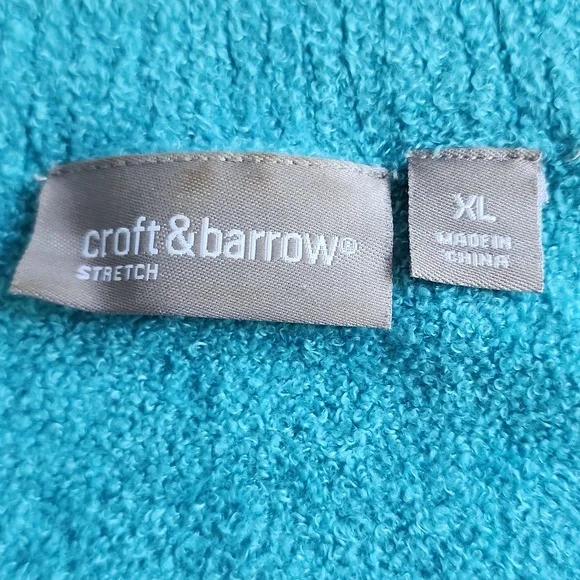 croft&barrow®
STRETCH
XL
MADE IN
CHINA